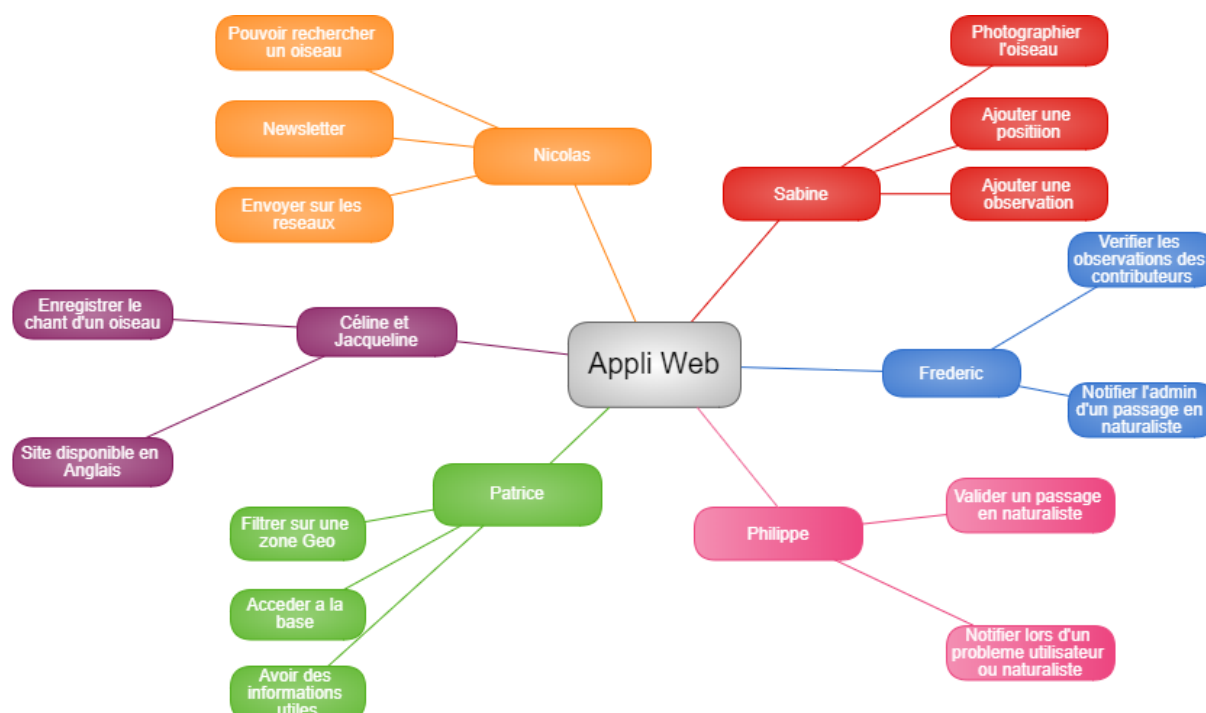 Pouvoir rechercher
un oiseau
Newsletter
Envoyer sur les
reseaux
Nicolas
Photographier
l'oiseau
Ajouter une
positiion
Ajouter une
observation
Sabine
Verifier les
observations des
contributeurs
Notifier l'admin
d'un passage en
naturaliste
Frederic
Enregistrer le
chant d'un oiseau
Site disponible en
Anglais
Céline et
Jacqueline
Appli Web
Patrice
Filtrer sur une
zone Geo
Acceder a la
base
Avoir des
informations
utiles
Philippe
Valider un passage
en naturaliste
Notifier lors d'un
probleme utilisateur
ou naturaliste